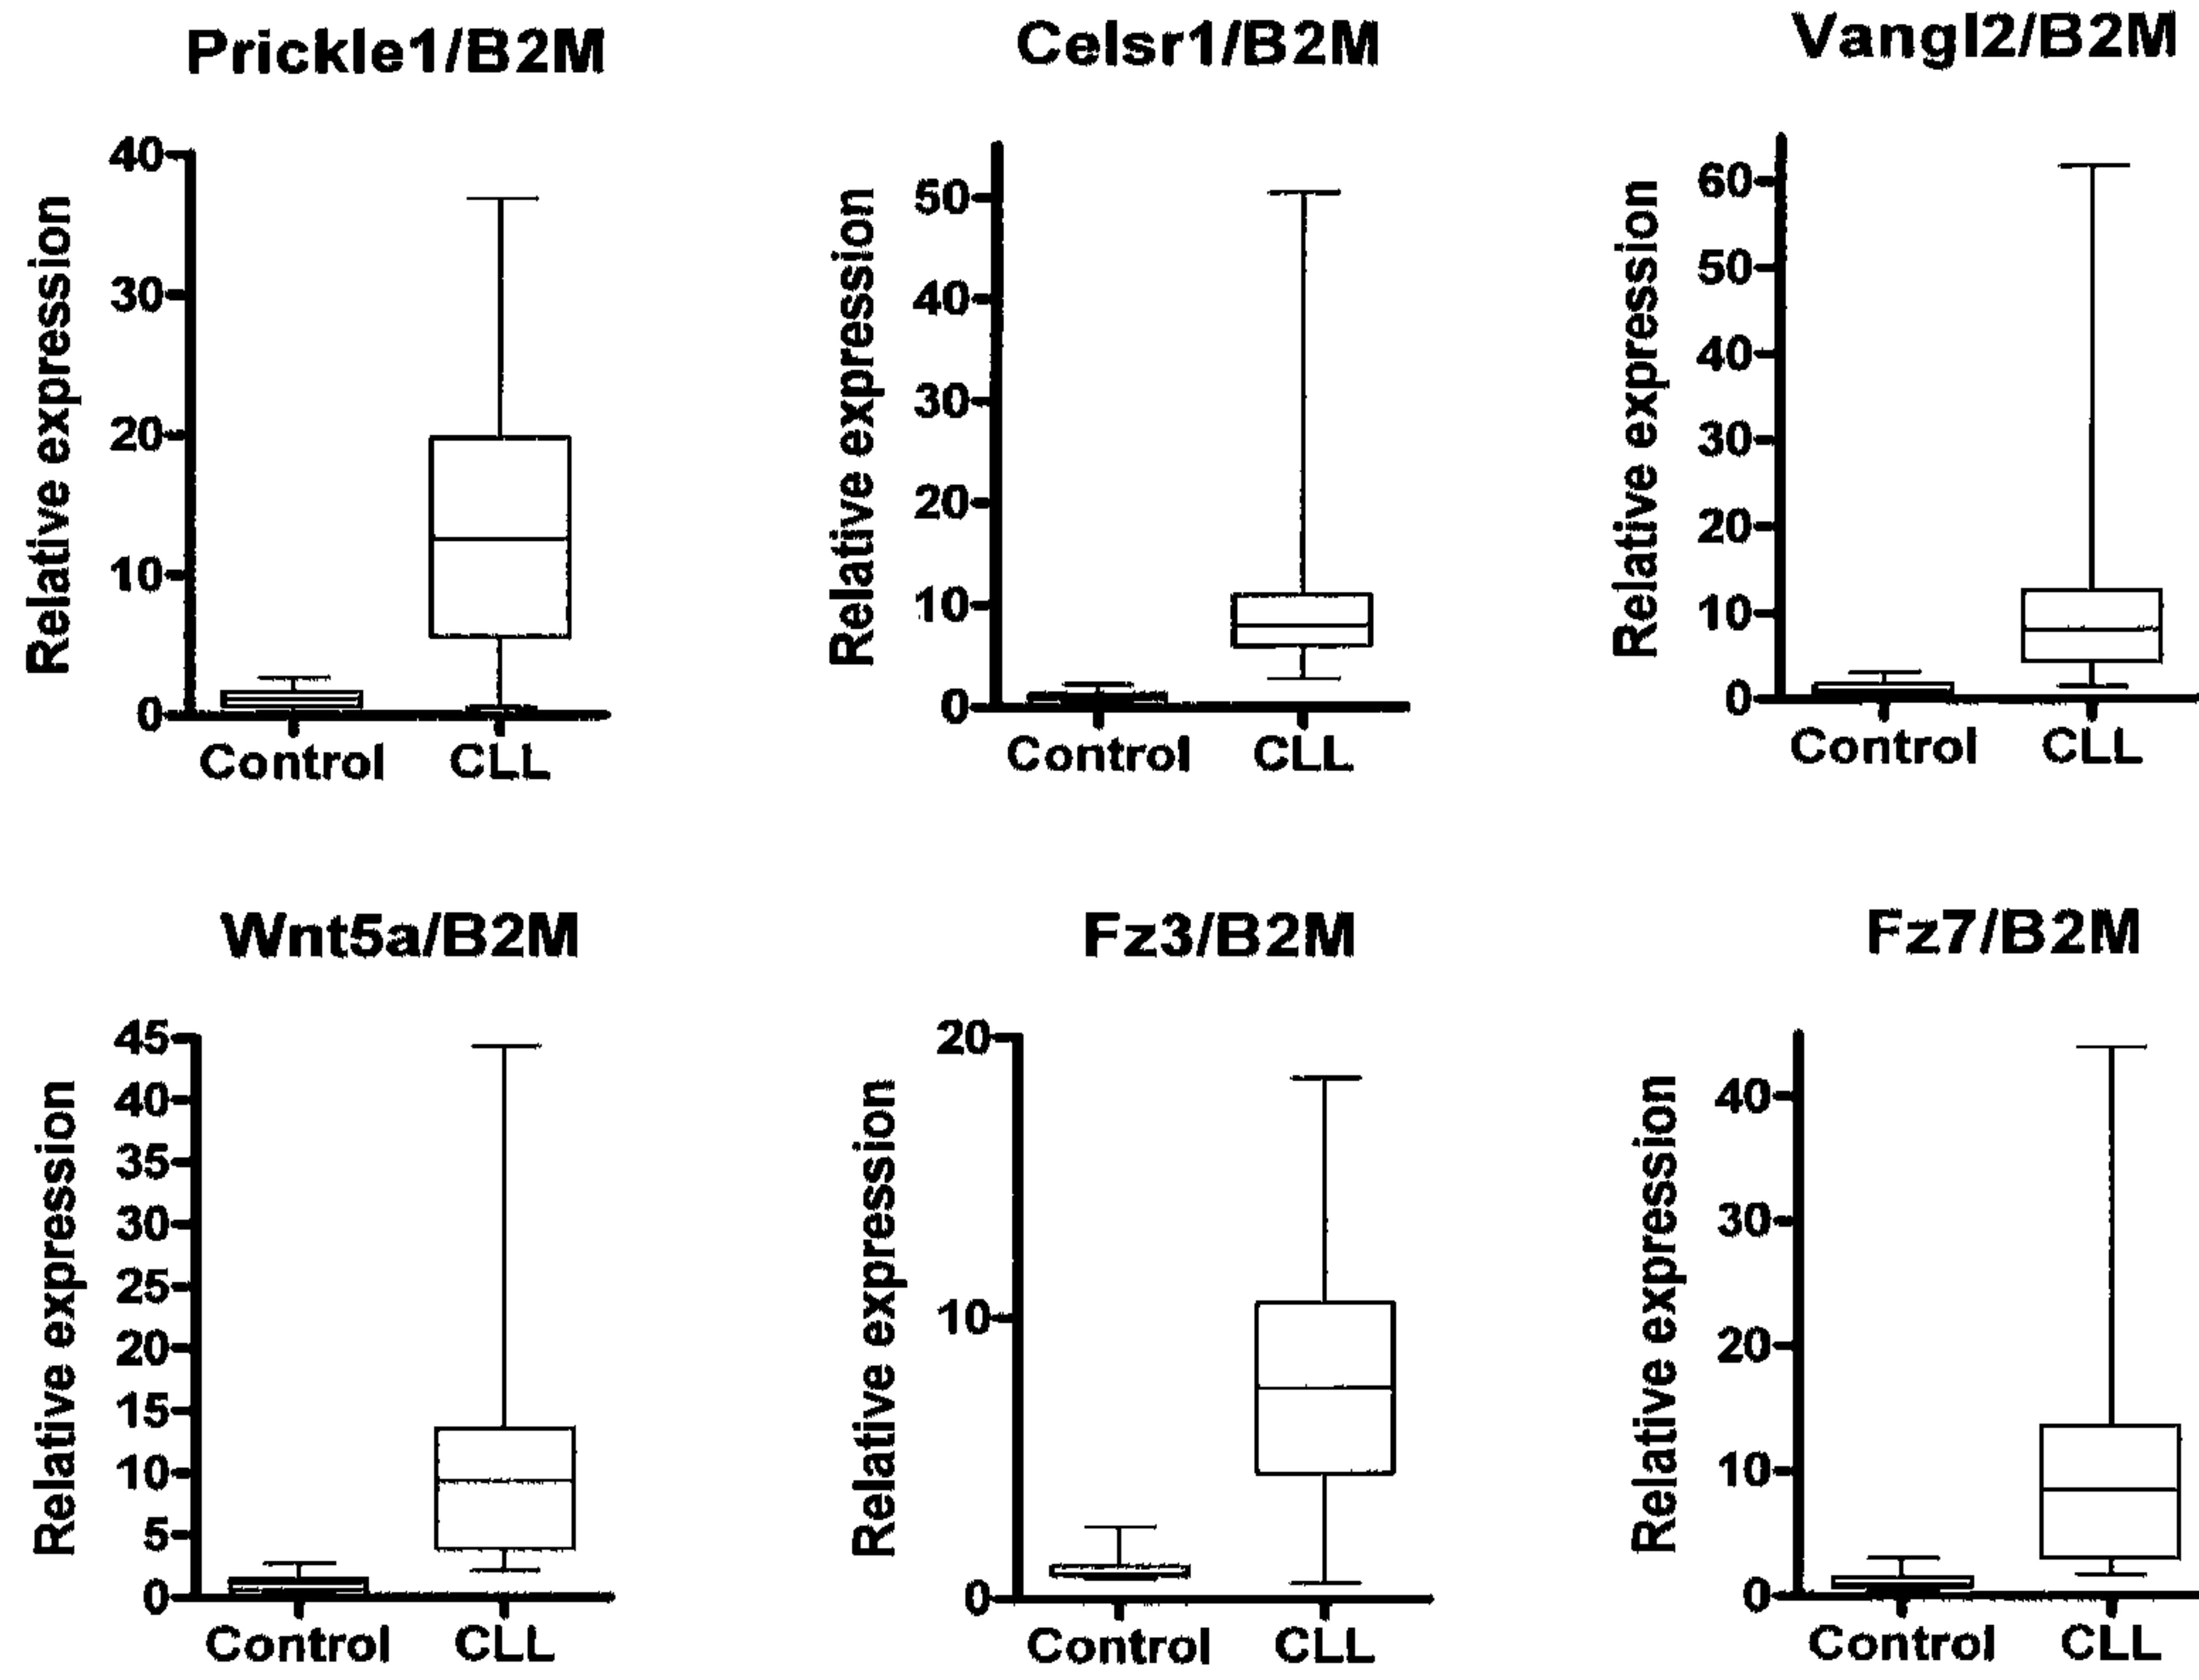 Prickle1/B2M
Relative expression
40
30
20
10
0
Control CLL
Celsr1/B2M
Relative expression
50
40
30
20
10
0
Control CLL
Vangl2/B2M
Relative expression
60
50
40
30
20
10
0
Control CLL
Wnt5a/B2M
Relative expression
45
40
35
30
25
20
15
10
5
0
Control CLL
Fz3/B2M
Relative expression
20
10
0
Control CLL
Fz7/B2M
Relative expression
40
30
20
10
0
Control CLL